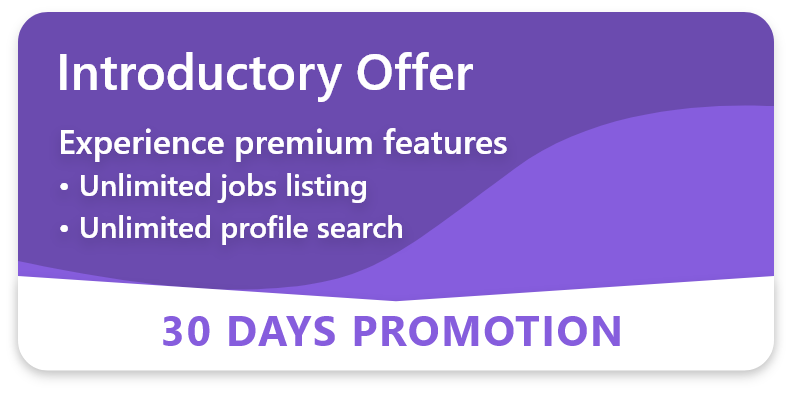 Introductory Offer
Experience premium features
• Unlimited jobs listing
• Unlimited profile search
30 DAYS PROMOTION